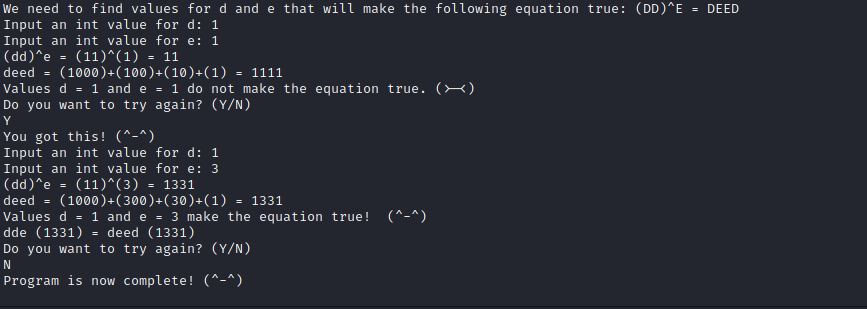 We need to find values for d and e that will make the following equation true: (DD)^E = DEED
Input an int value for d: 1
Input an int value for e: 1
(dd)^e = (11)^(1) = 11
deed = (1000)+(100)+(10)+(1) = 1111
Values d = 1 and e = 1 do not make the equation true. (>-<)
Do you want to try again? (Y/N)
Y
You got this! (^-^)
Input an int value for d: 1
Input an int value for e: 3
(dd)^e = (11)^(3) = 1331
deed = (1000)+(300)+(30)+(1) = 1331
Values d = 1 and e = 3 make the equation true!  (^-^)
dde (1331) = deed (1331)
Do you want to try again? (Y/N)
N
Program is now complete! (^-^)